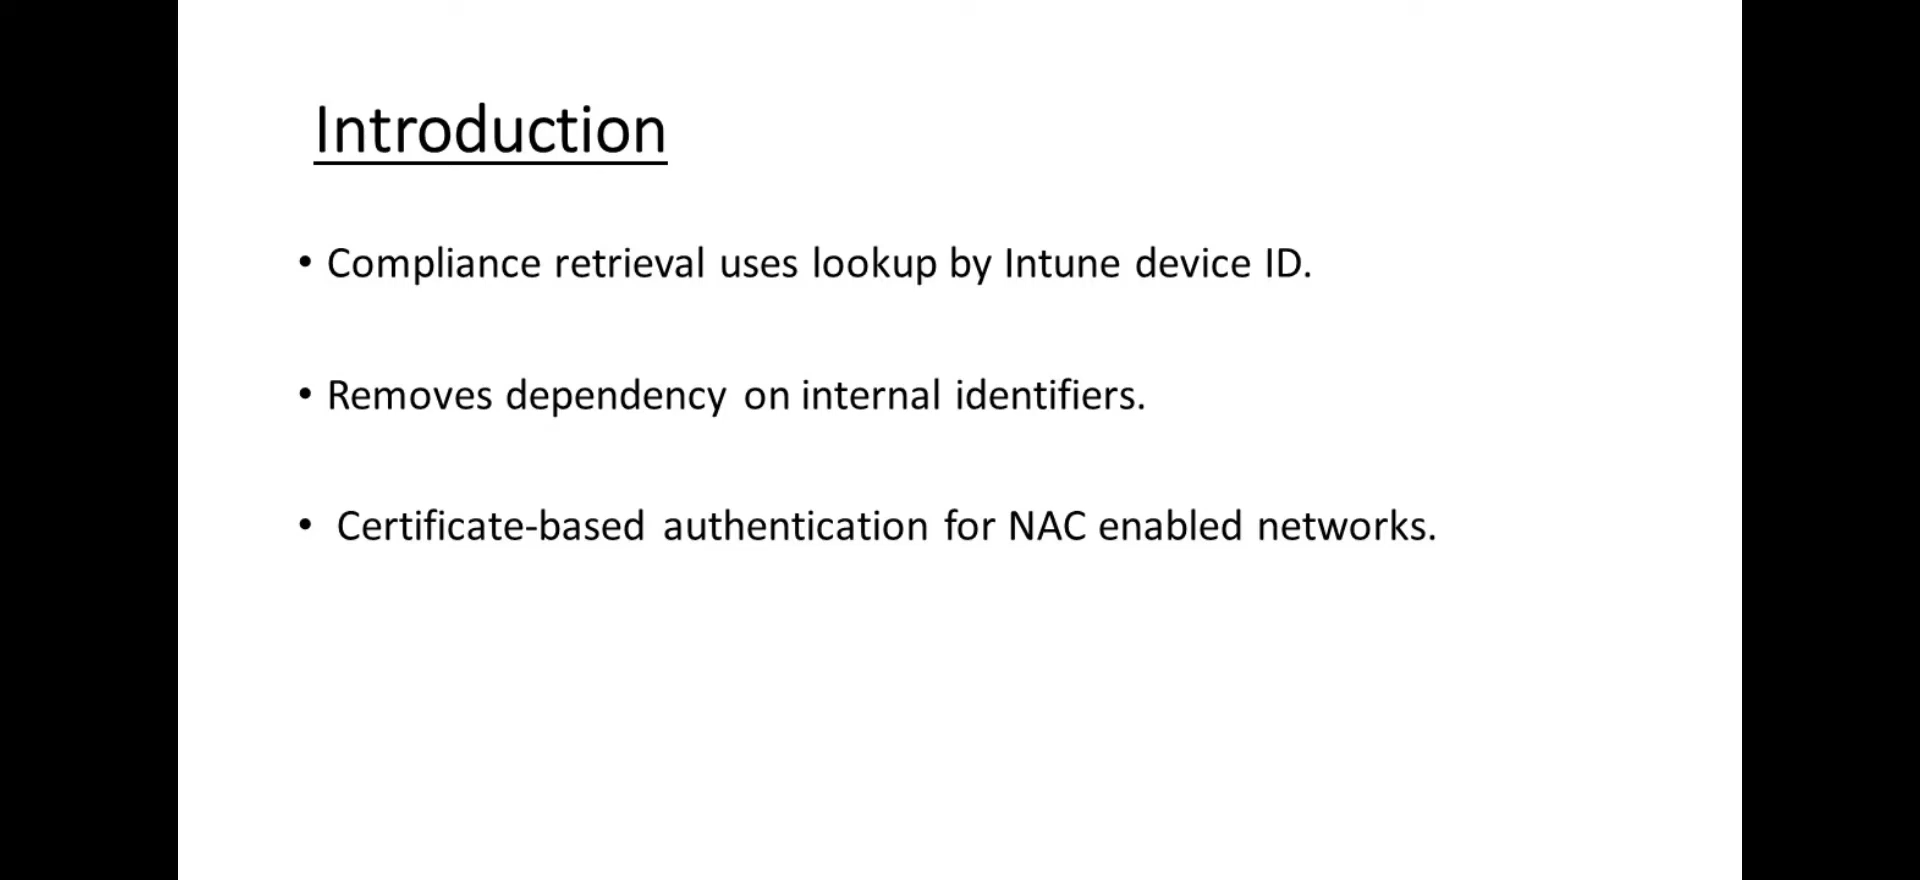 Introduction
• Compliance retrieval uses lookup by Intune device ID.
• Removes dependency on internal identifiers.
• Certificate-based authentication for NAC enabled networks.